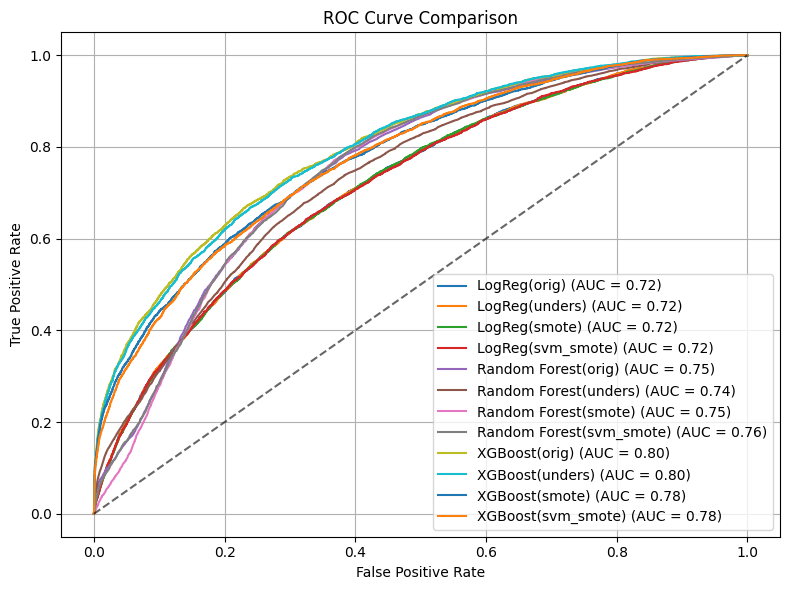 ROC Curve Comparison
True Positive Rate
1.0
0.8
0.6
0.4
0.2
0.0
LogReg(orig) (AUC = 0.72)
LogReg(unders) (AUC = 0.72)
LogReg(smote) (AUC = 0.72)
LogReg(svm_smote) (AUC = 0.72)
Random Forest(orig) (AUC = 0.75)
Random Forest(unders) (AUC = 0.74)
Random Forest(smote) (AUC = 0.75)
Random Forest(svm_smote) (AUC = 0.76)
XGBoost(orig) (AUC = 0.80)
XGBoost(unders) (AUC = 0.80)
XGBoost(smote) (AUC = 0.78)
XGBoost(svm_smote) (AUC = 0.78)
0.0 0.2 0.4 0.6 0.8 1.0
False Positive Rate